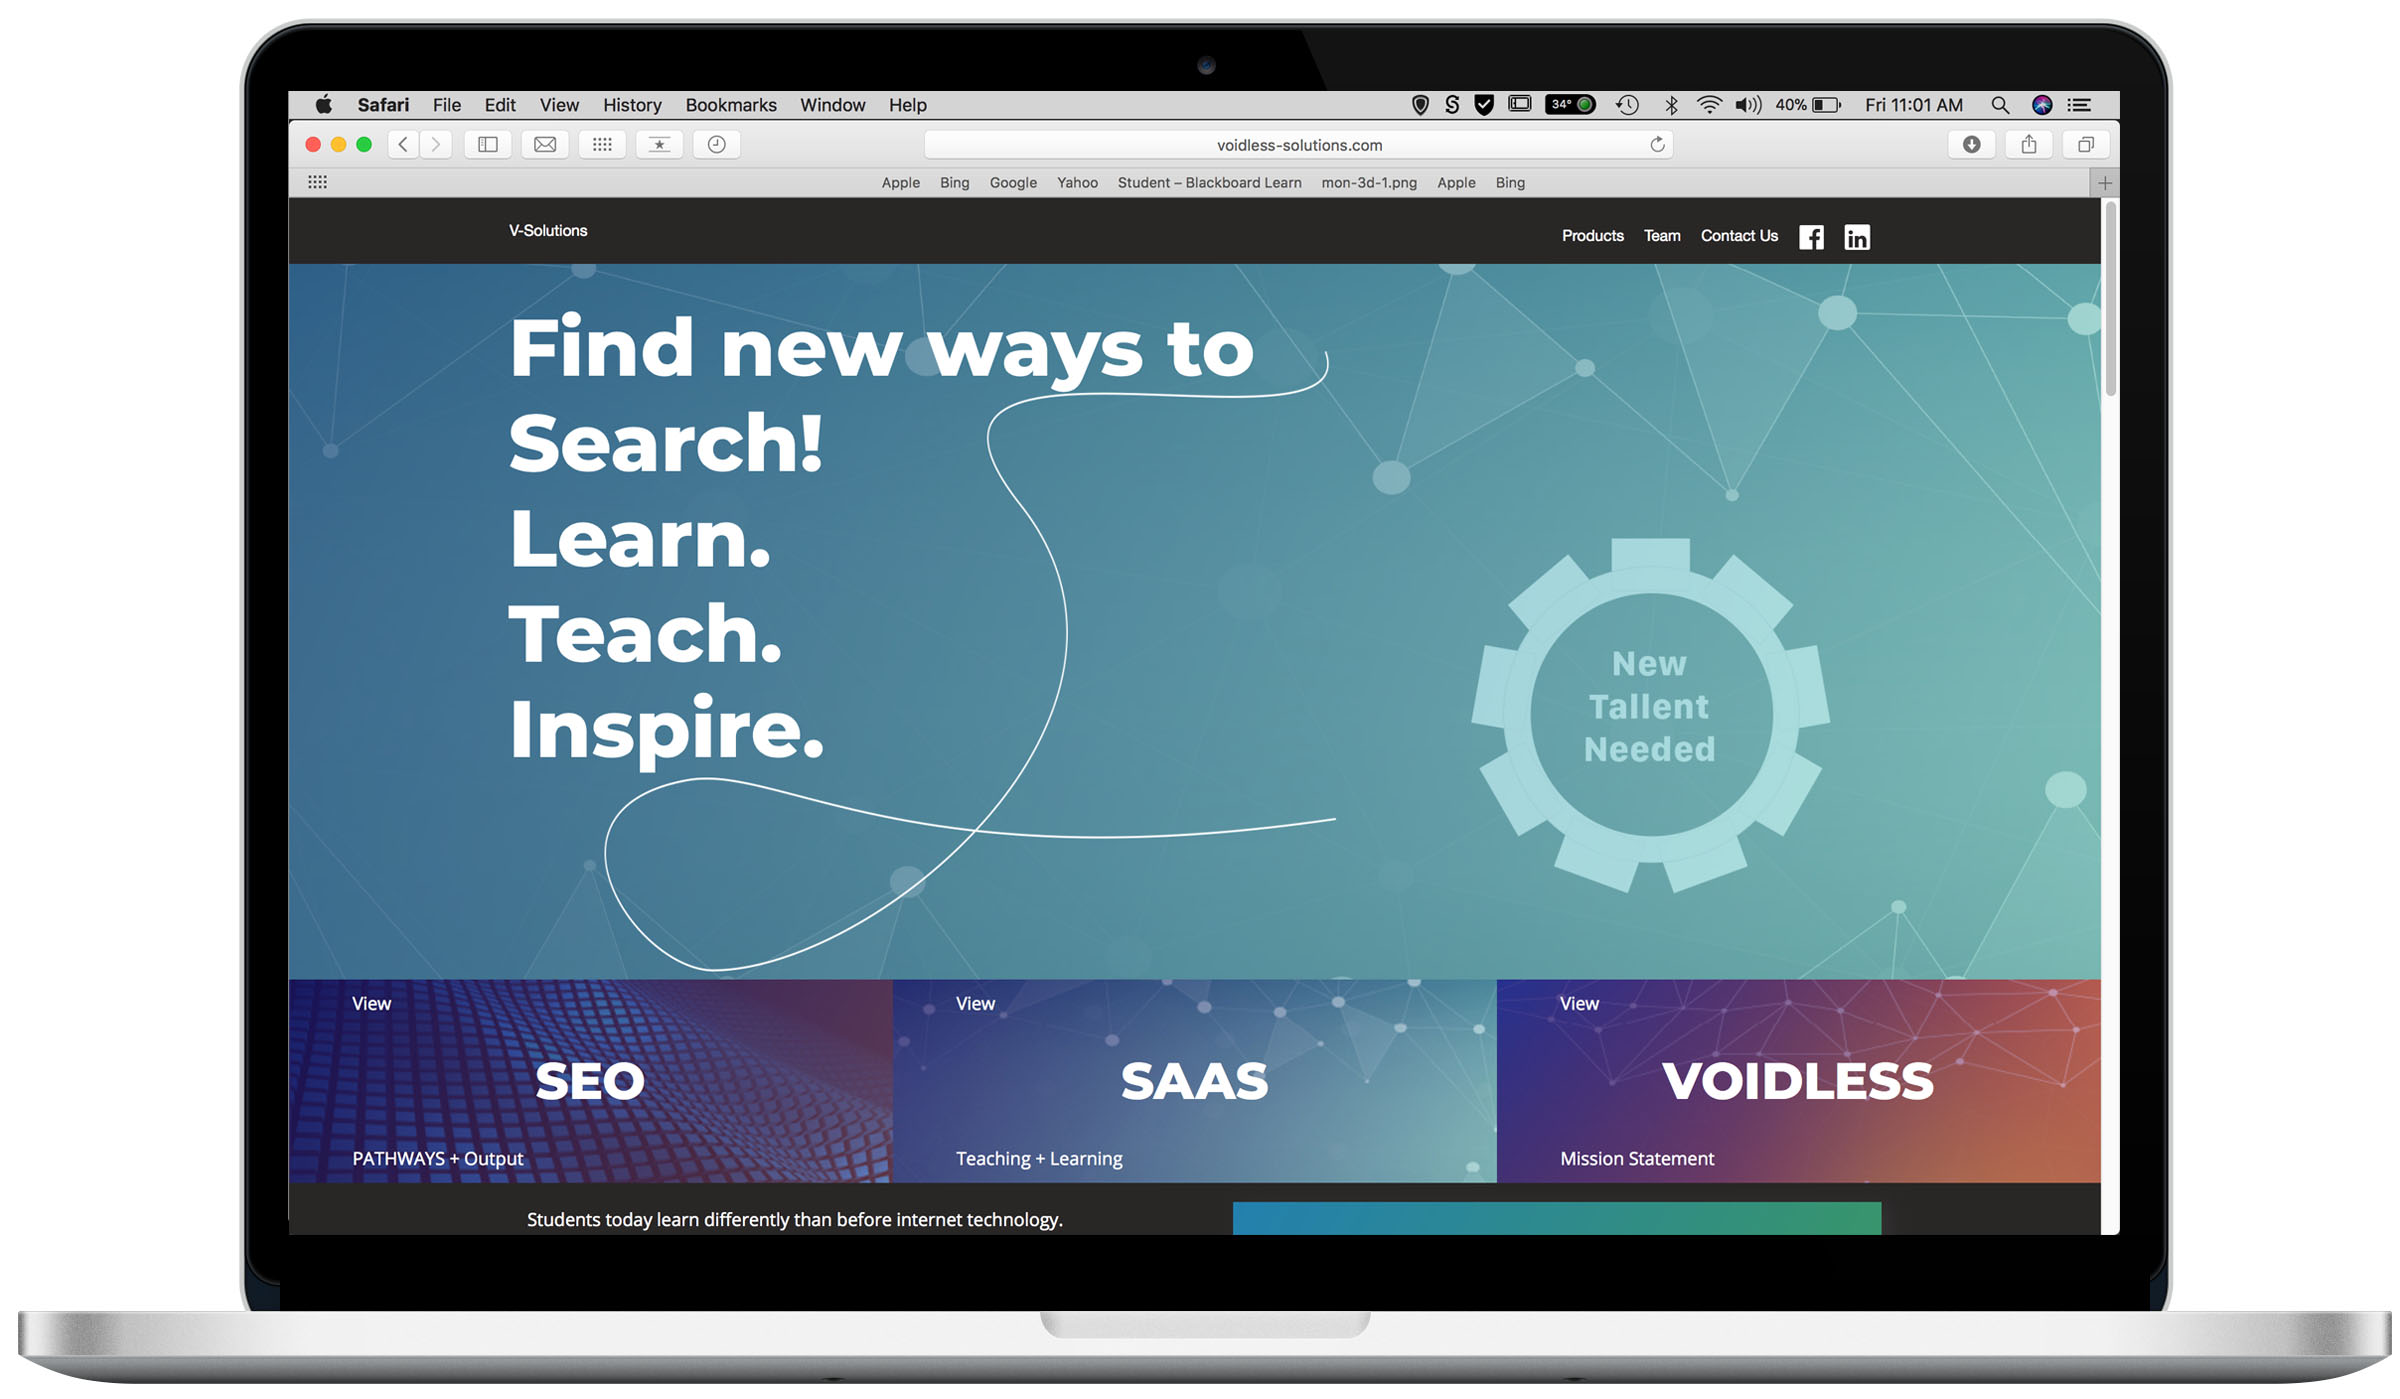 Safari File Edit View History Bookmarks Window Help 34° 40% Fri 11:01 AM
voidless-solutions.com
Apple Bing Google Yahoo Student – Blackboard Learn mon-3d-1.png Apple Bing
V-Solutions
Products Team Contact Us
Find new ways to
Search!
Learn.
Teach.
Inspire.
New
Tallent
Needed
View
SEO
PATHWAYS + Output
View
SAAS
Teaching + Learning
View
VOIDLESS
Mission Statement
Students today learn differently than before internet technology.